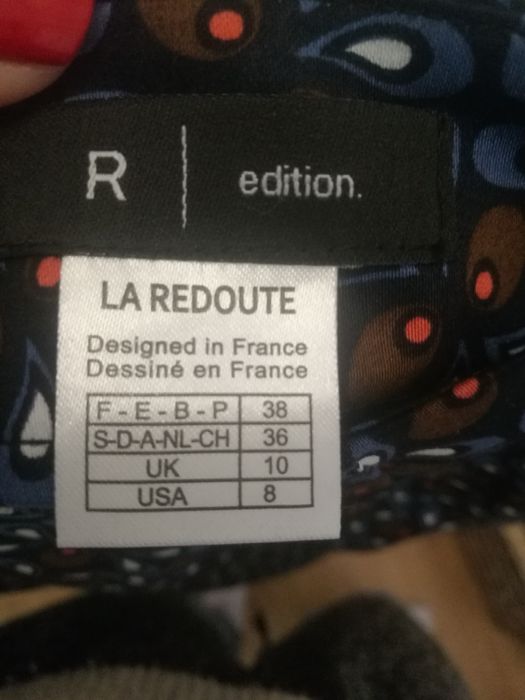 R | edition.
LA REDOUTE
Designed in France
Dessiné en France
F - E - B - P 38
S-D-A-NL-CH 36
UK 10
USA 8